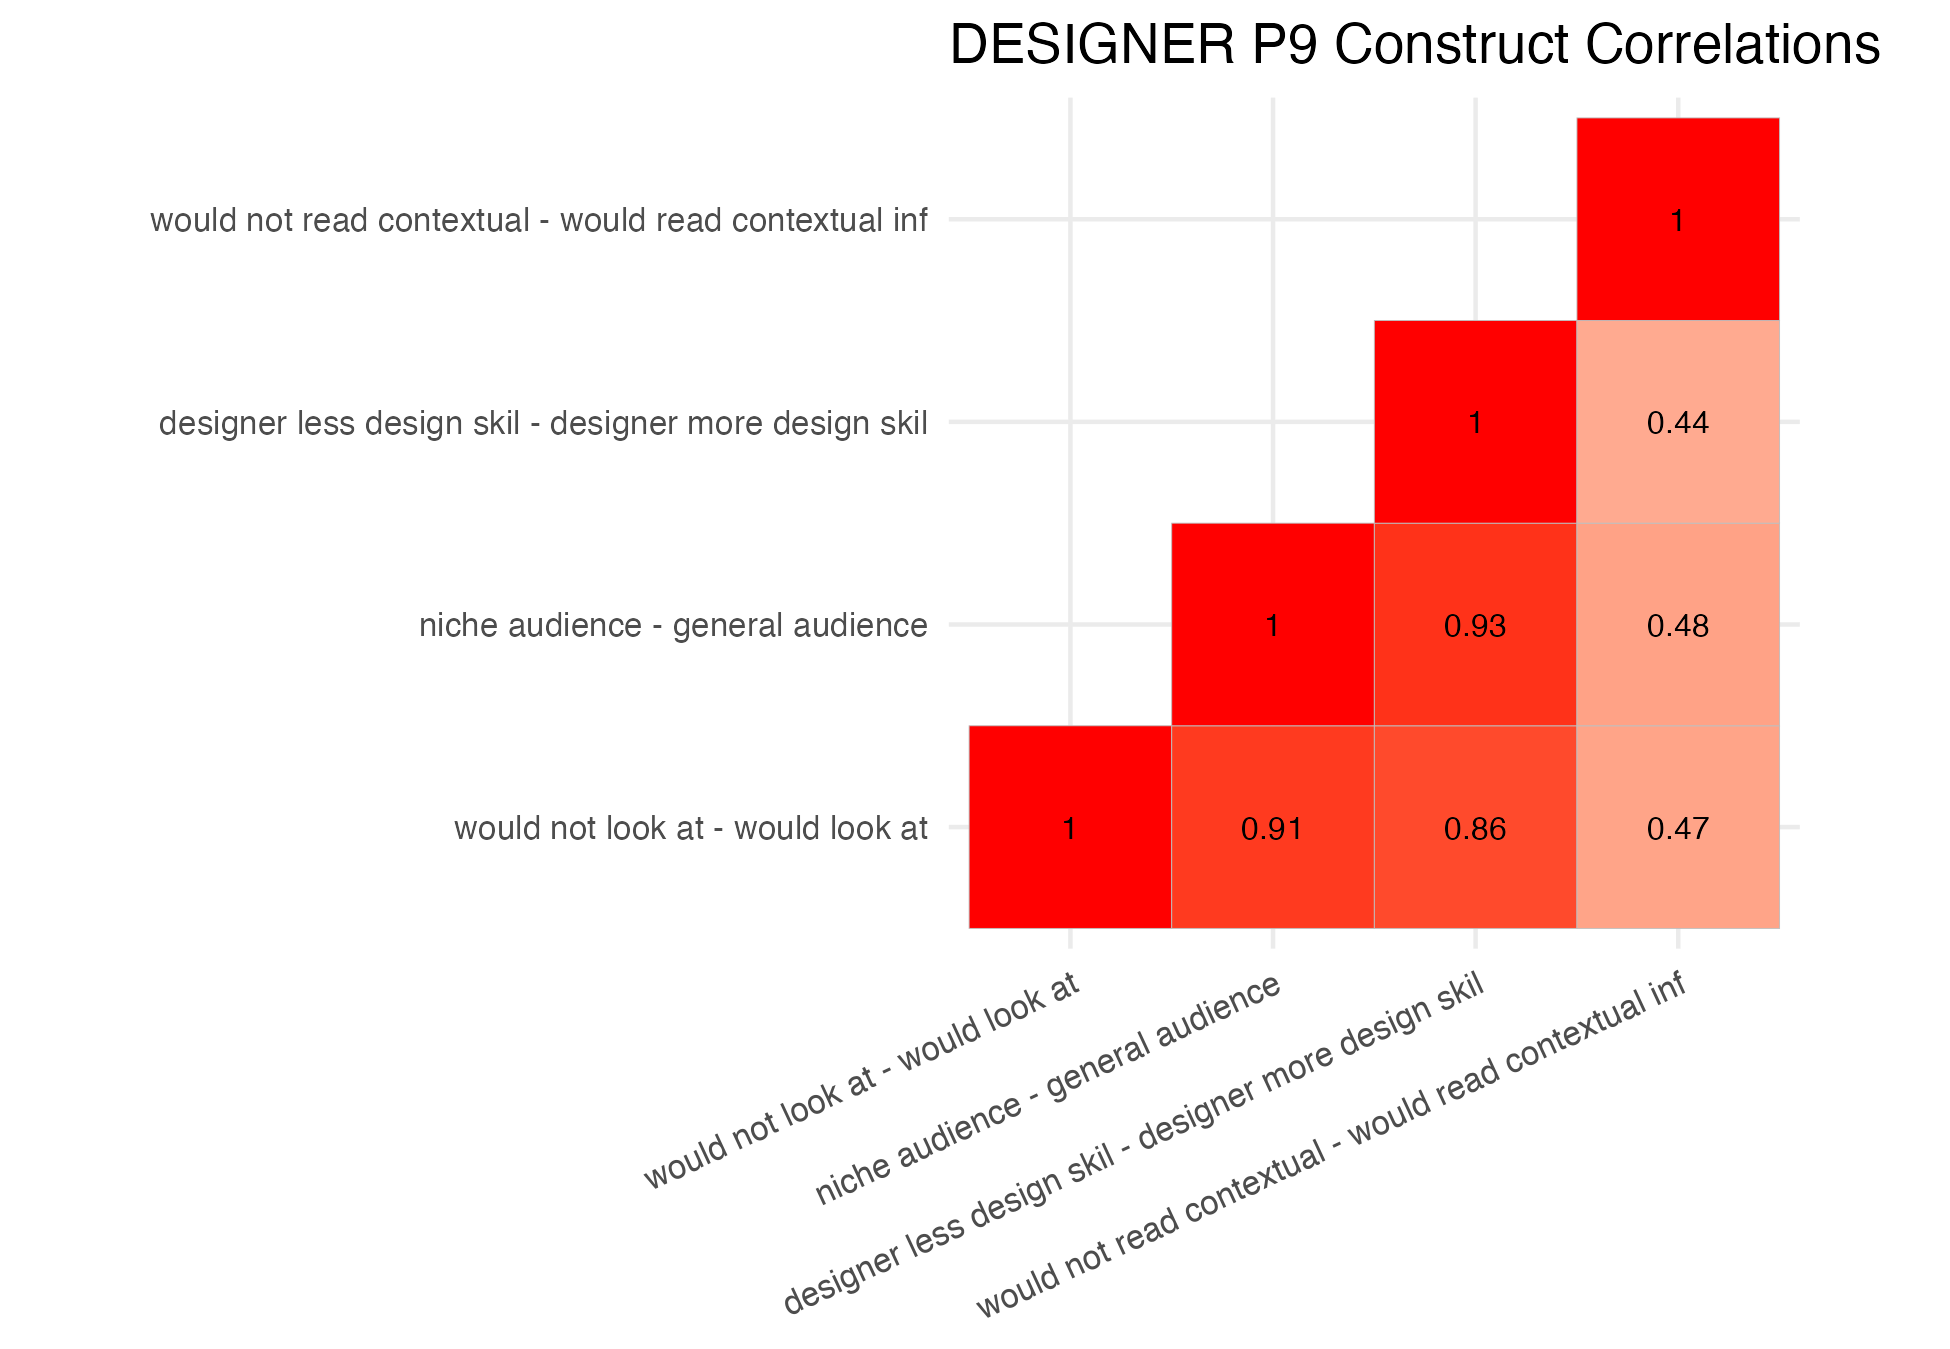 DESIGNER P9 Construct Correlations
would not read contextual - would read contextual inf
1
designer less design skil - designer more design skil
1
0.44
niche audience - general audience
1
0.93
0.48
would not look at - would look at
1
0.91
0.86
0.47
would not look at - would look at
niche audience - general audience
designer less design skil - designer more design skil
would not read contextual - would read contextual inf